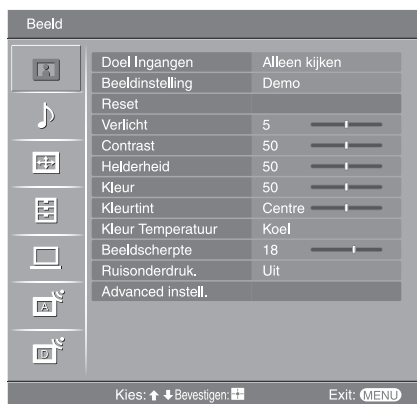 Beeld
Doel Ingangen Alleen kijken
Beeldinstelling Demo
Reset
Verlicht 5
Contrast 50
Helderheid 50
Kleur 50
Kleurtint Centre
Kleur Temperatuur Koel
Beeldscherpte 18
Ruisonderdruk. Uit
Advanced instell.
A
D
Kies: Bevestigen: Exit: MENU